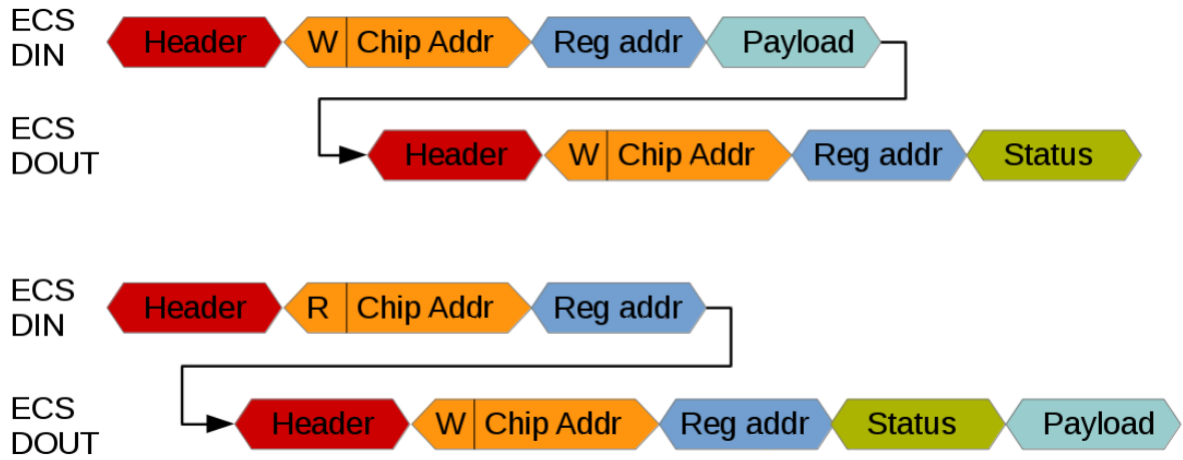 ECS
DIN
Header W Chip Addr Reg addr Payload
ECS
DOUT
Header W Chip Addr Reg addr Status
ECS
DIN
Header R Chip Addr Reg addr
ECS
DOUT
Header W Chip Addr Reg addr Status Payload